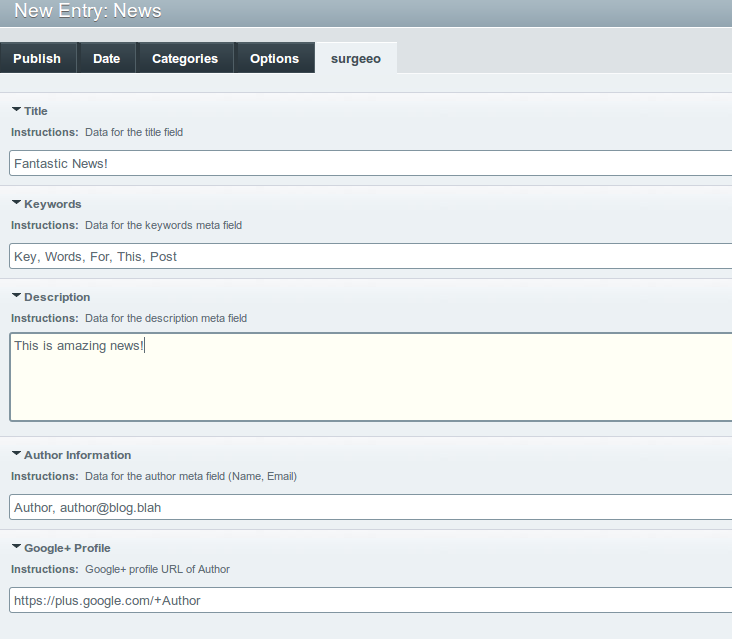 New Entry: News
Publish Date Categories Options surgeeo
Title
Instructions: Data for the title field
Fantastic News!
Keywords
Instructions: Data for the keywords meta field
Key, Words, For, This, Post
Description
Instructions: Data for the description meta field
This is amazing news!
Author Information
Instructions: Data for the author meta field (Name, Email)
Author, author@blog.blah
Google+ Profile
Instructions: Google+ profile URL of Author
https://plus.google.com/+Author